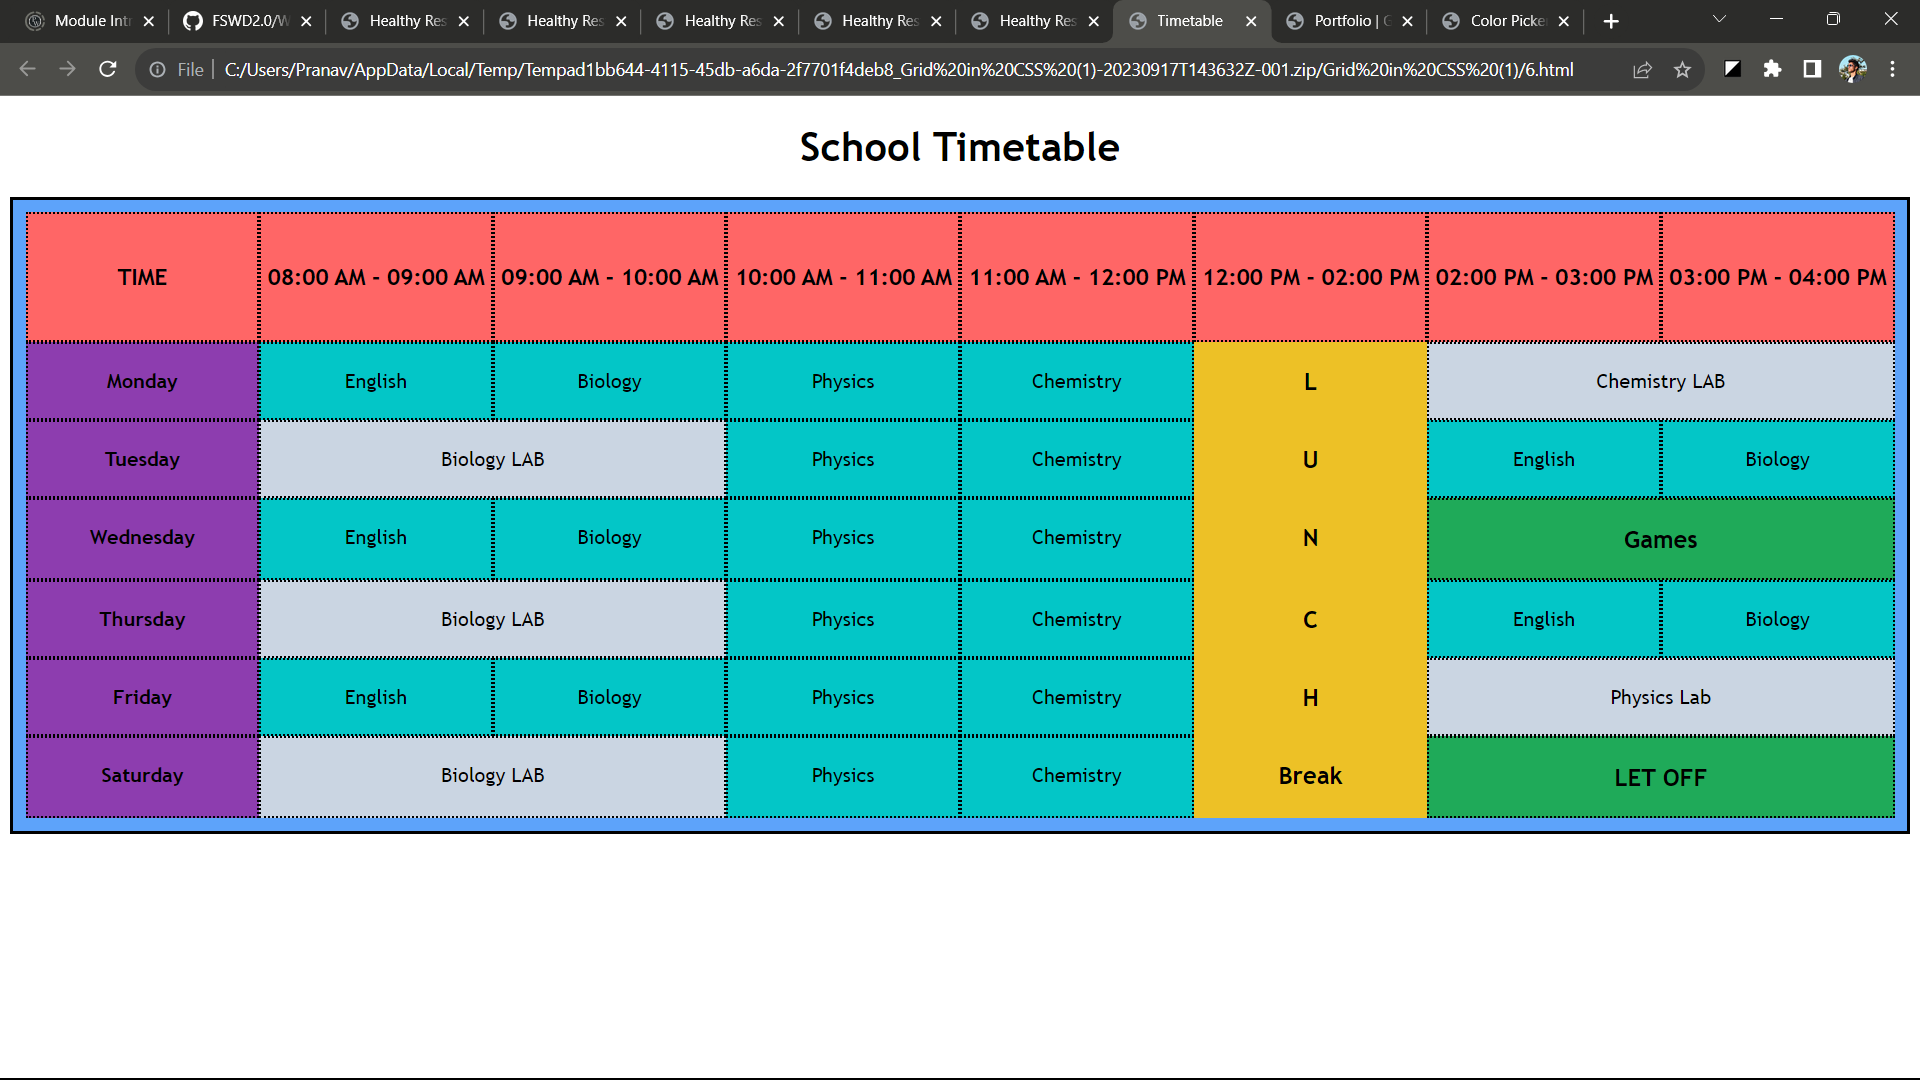 Module Intr
FSWD2.0/W
Healthy Res
Healthy Res
Healthy Res
Healthy Res
Healthy Res
Timetable
Portfolio | G
Color Picker
File
C:/Users/Pranav/AppData/Local/Temp/Tempad1bb644-4115-45db-a6da-2f7701f4deb8_Grid%20in%20CSS%20(1)-20230917T143632Z-001.zip/Grid%20in%20CSS%20(1)/6.html
School Timetable
TIME 08:00 AM - 09:00 AM 09:00 AM - 10:00 AM 10:00 AM - 11:00 AM 11:00 AM - 12:00 PM 12:00 PM - 02:00 PM 02:00 PM - 03:00 PM 03:00 PM - 04:00 PM
Monday English Biology Physics Chemistry L Chemistry LAB
Tuesday Biology LAB Physics Chemistry U English Biology
Wednesday English Biology Physics Chemistry N Games
Thursday Biology LAB Physics Chemistry C English Biology
Friday English Biology Physics Chemistry H Physics Lab
Saturday Biology LAB Physics Chemistry Break LET OFF